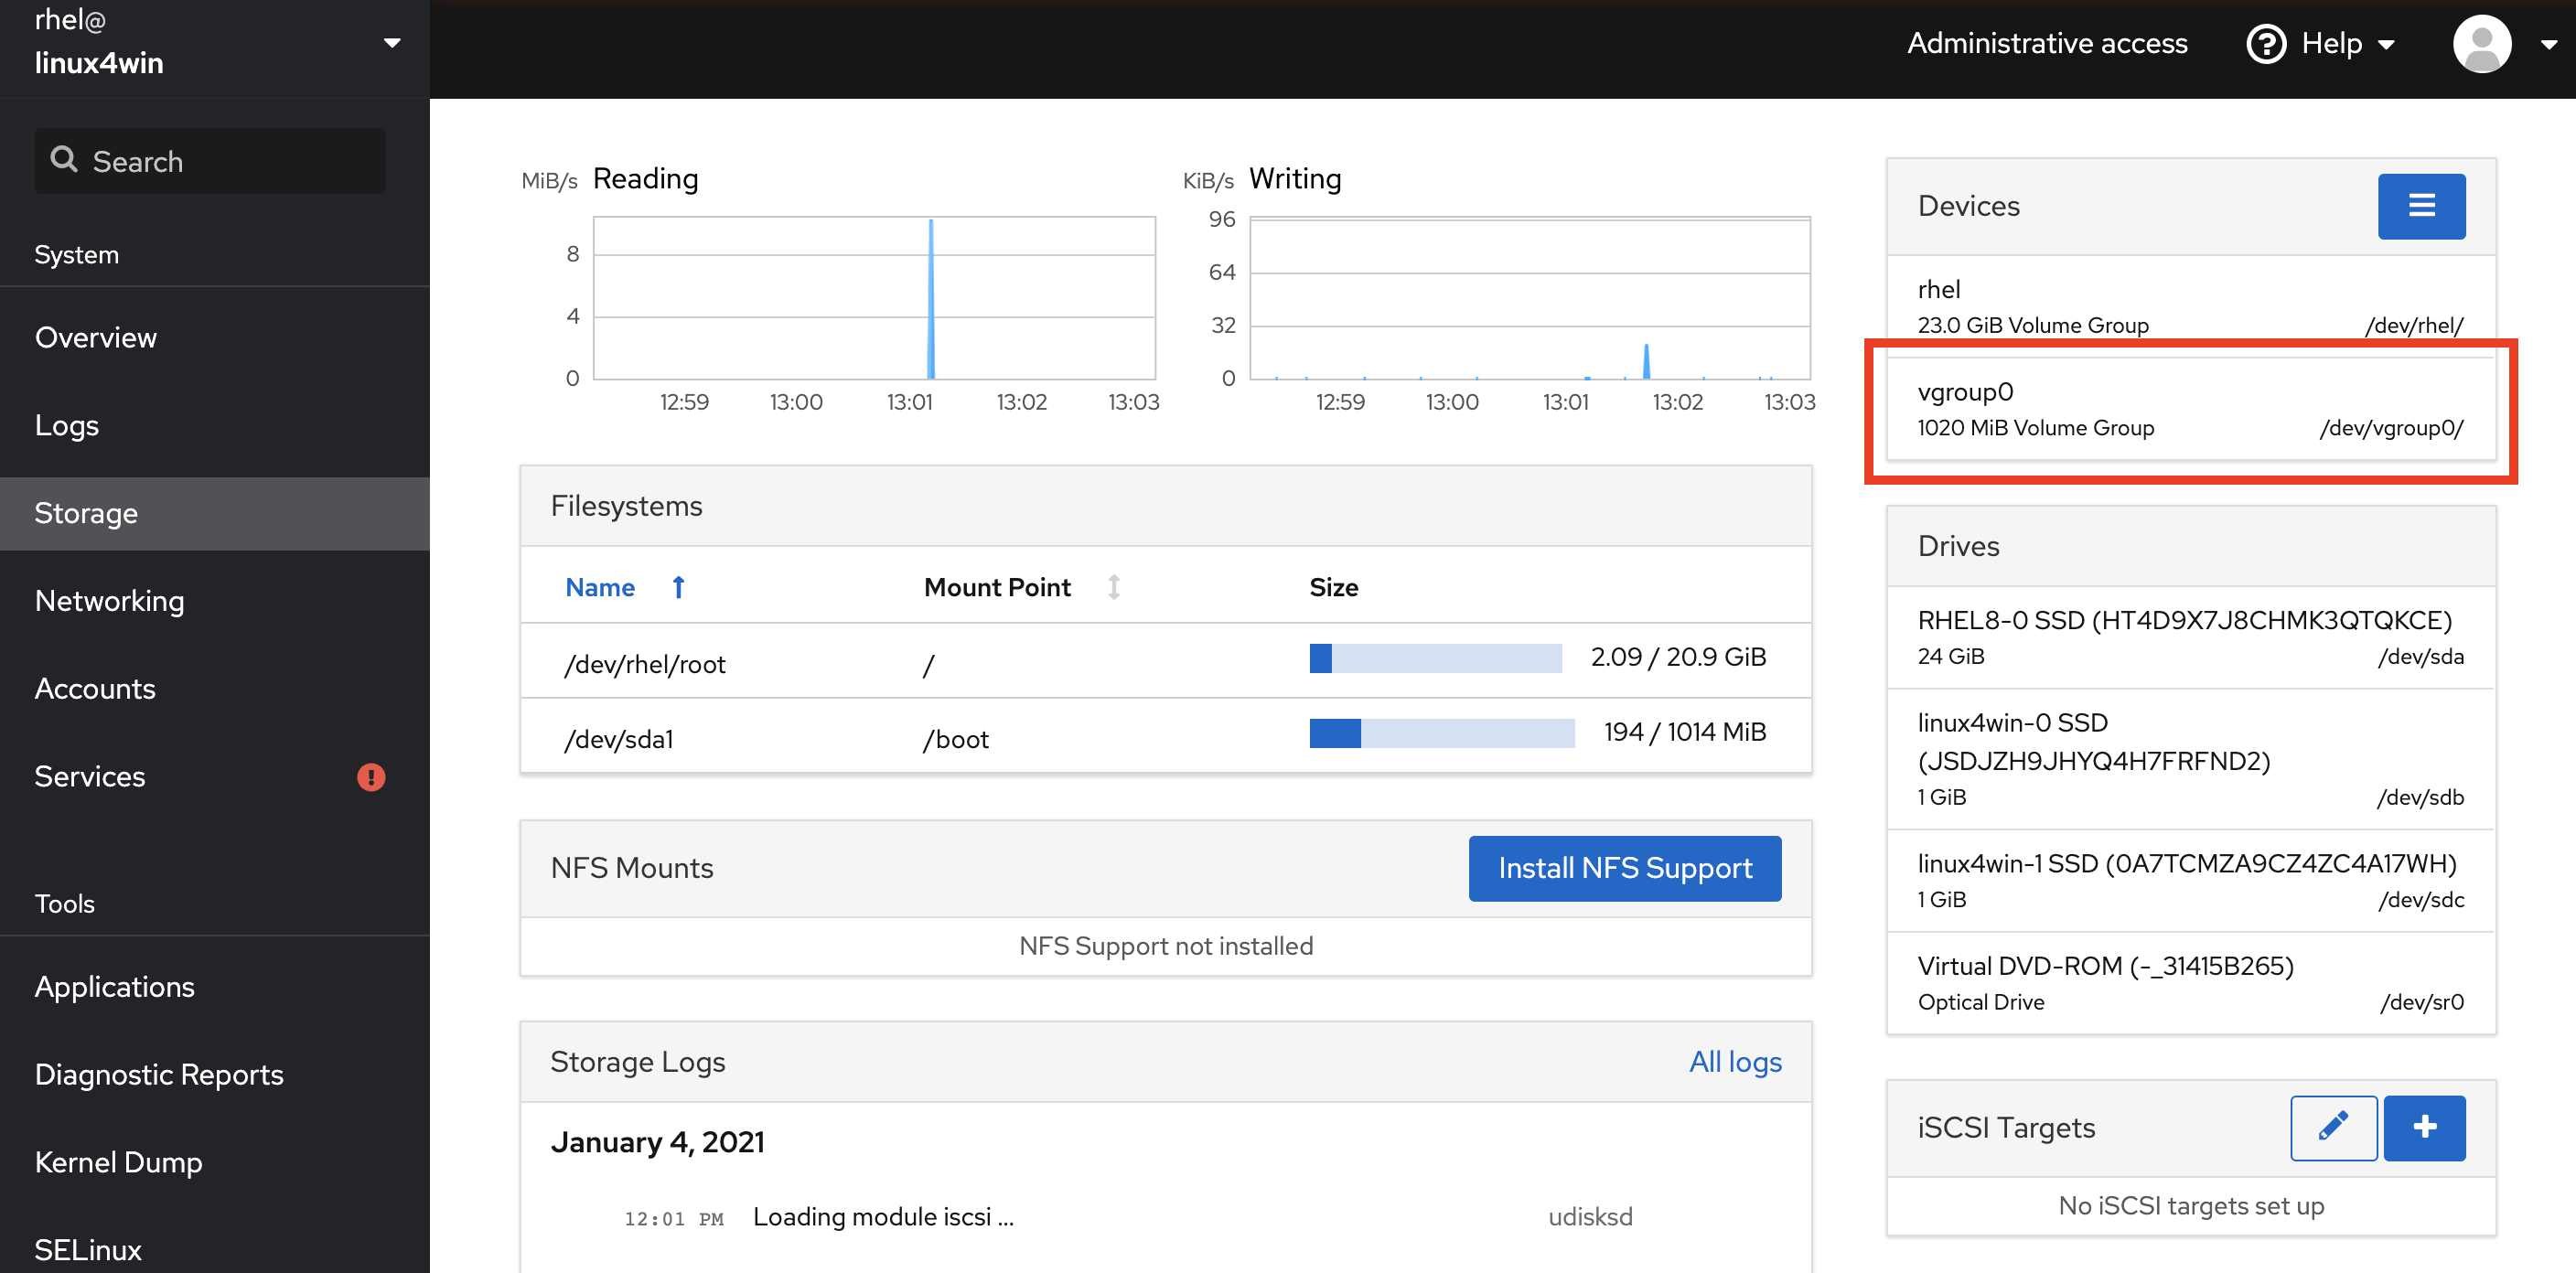 rhel@
linux4win
Administrative access
Help
Search
System
Overview
Logs
Storage
Networking
Accounts
Services
Tools
Applications
Diagnostic Reports
Kernel Dump
SELinux
MiB/s Reading
8
4
0
12:59 13:00 13:01 13:02 13:03
KiB/s Writing
96
64
32
0
12:59 13:00 13:01 13:02 13:03
Filesystems
Name Mount Point Size
/dev/rhel/root / 2.09 / 20.9 GiB
/dev/sda1 /boot 194 / 1014 MiB
NFS Mounts Install NFS Support
NFS Support not installed
Storage Logs All logs
January 4, 2021
12:01 PM Loading module iscsi ... udisksd
Devices
rhel
23.0 GiB Volume Group /dev/rhel/
vgroup0
1020 MiB Volume Group /dev/vgroup0/
Drives
RHEL8-0 SSD (HT4D9X7J8CHMK3QTQKCE)
24 GiB /dev/sda
linux4win-0 SSD
(JSDJZH9JHYQ4H7FRFND2)
1 GiB /dev/sdb
linux4win-1 SSD (0A7TCMZA9CZ4ZC4A17WH)
1 GiB /dev/sdc
Virtual DVD-ROM (-_31415B265)
Optical Drive /dev/sr0
iSCSI Targets
No iSCSI targets set up